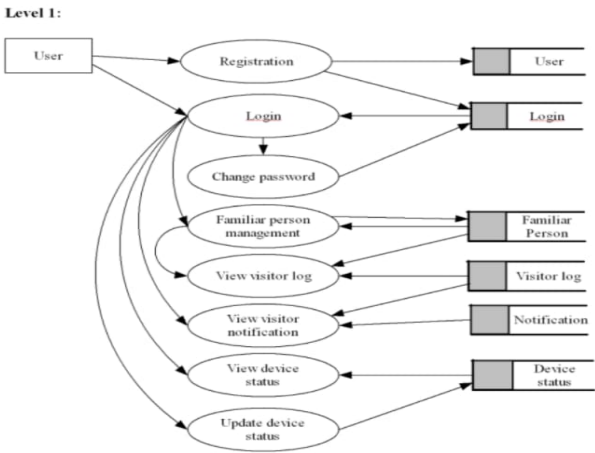 Level 1:
User
Registration
User
Login
Login
Change password
Familiar person
management
Familiar
Person
View visitor log
Visitor log
View visitor
notification
Notification
View device
status
Device
status
Update device
status